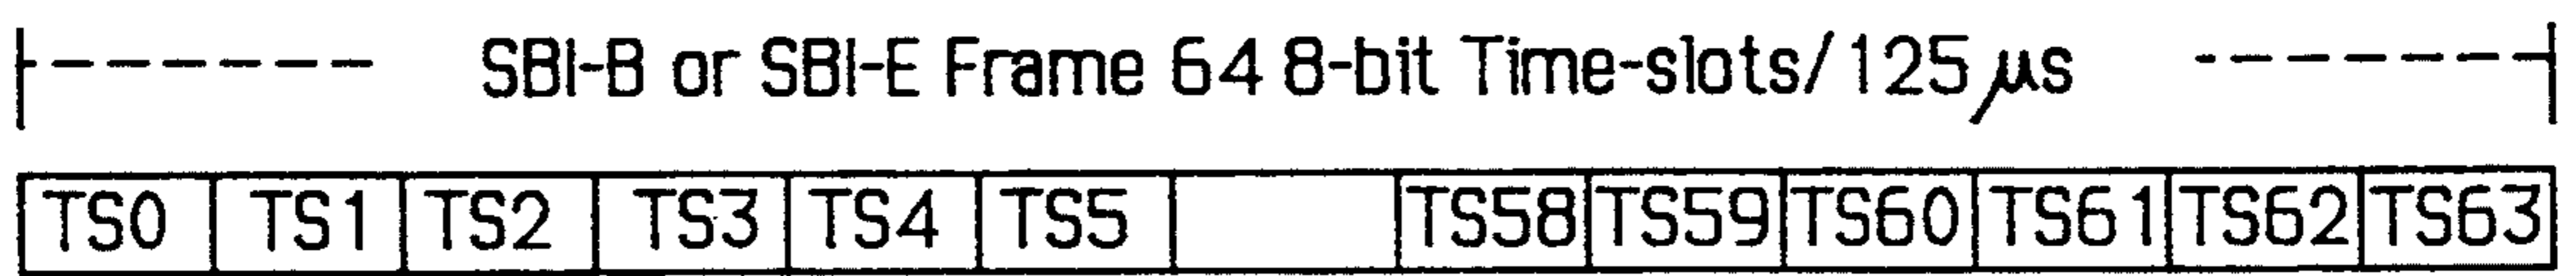 SBI-B or SBI-E Frame 64 8-bit Time-slots/125 µs
TS0 TS1 TS2 TS3 TS4 TS5 TS58 TS59 TS60 TS61 TS62 TS63